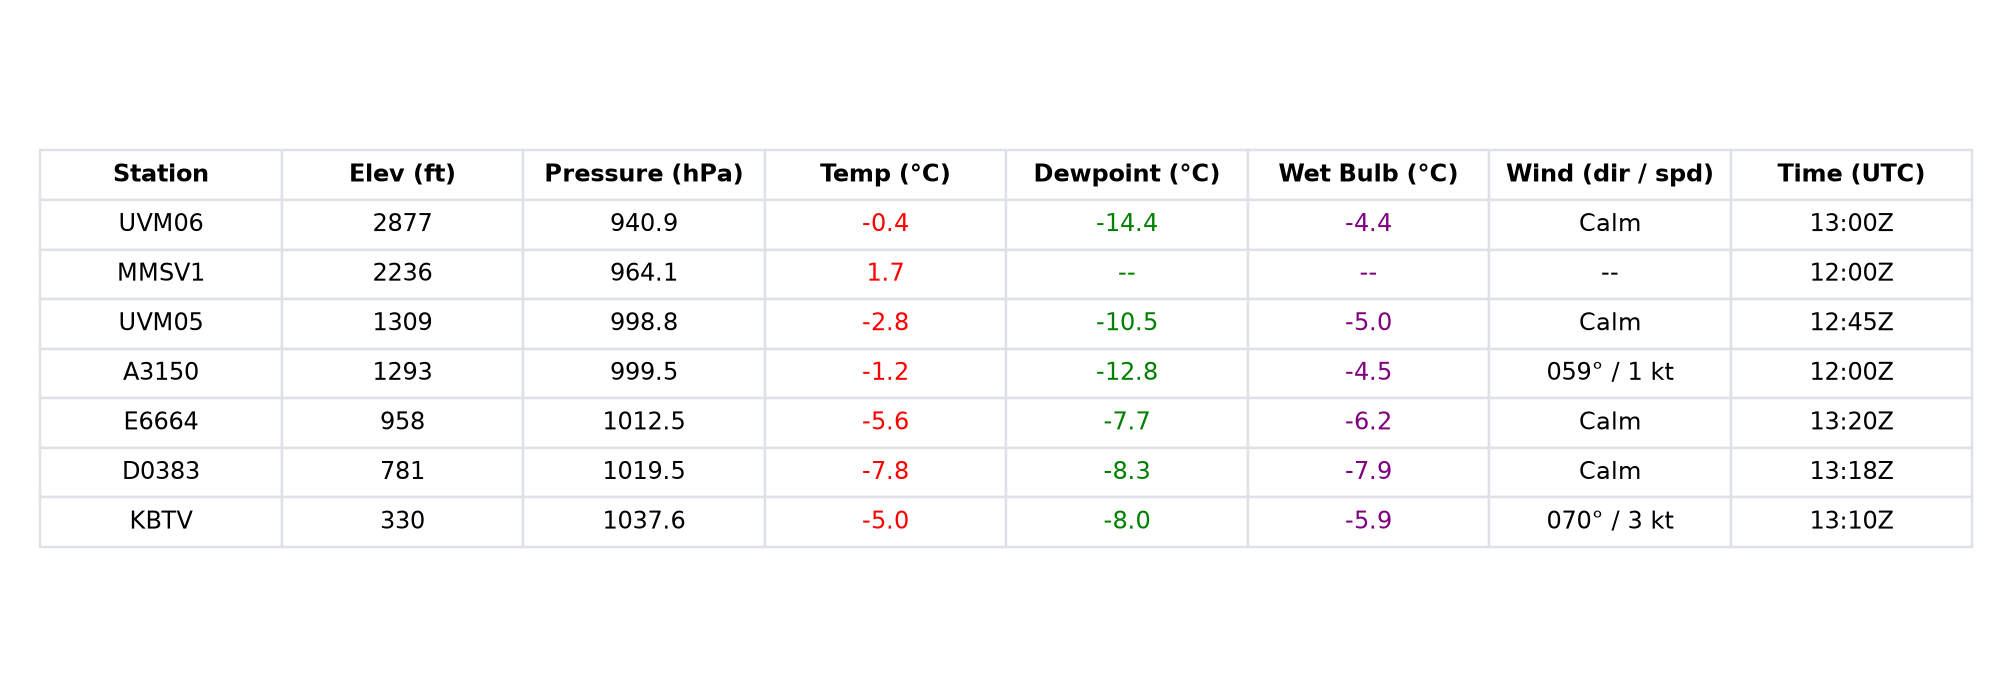 Station Elev (ft) Pressure (hPa) Temp (°C) Dewpoint (°C) Wet Bulb (°C) Wind (dir / spd) Time (UTC)
UVM06 2877 940.9 -0.4 -14.4 -4.4 Calm 13:00Z
MMSV1 2236 964.1 1.7 -- -- -- 12:00Z
UVM05 1309 998.8 -2.8 -10.5 -5.0 Calm 12:45Z
A3150 1293 999.5 -1.2 -12.8 -4.5 059° / 1 kt 12:00Z
E6664 958 1012.5 -5.6 -7.7 -6.2 Calm 13:20Z
D0383 781 1019.5 -7.8 -8.3 -7.9 Calm 13:18Z
KBTV 330 1037.6 -5.0 -8.0 -5.9 070° / 3 kt 13:10Z